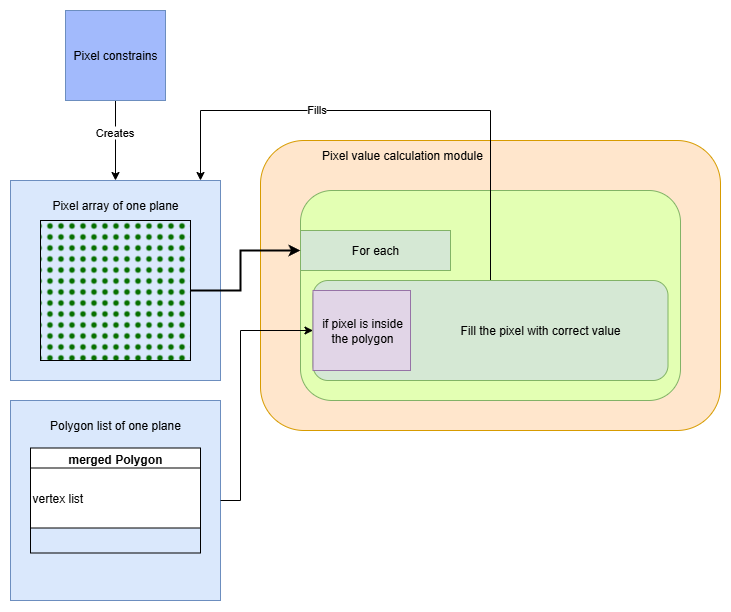 Pixel constrains
Creates
Fills
Pixel value calculation module
Pixel array of one plane
For each
if pixel is inside
the polygon
Fill the pixel with correct value
Polygon list of one plane
merged Polygon
vertex list